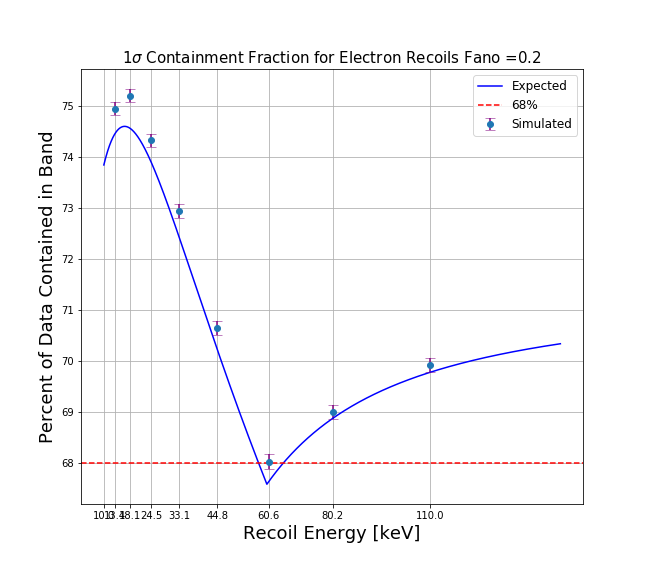 1σ Containment Fraction for Electron Recoils Fano =0.2
Expected
68%
Simulated
Percent of Data Contained in Band
75
74
73
72
71
70
69
68
24.5 33.1 44.8 60.6 80.2 110.0
Recoil Energy [keV]